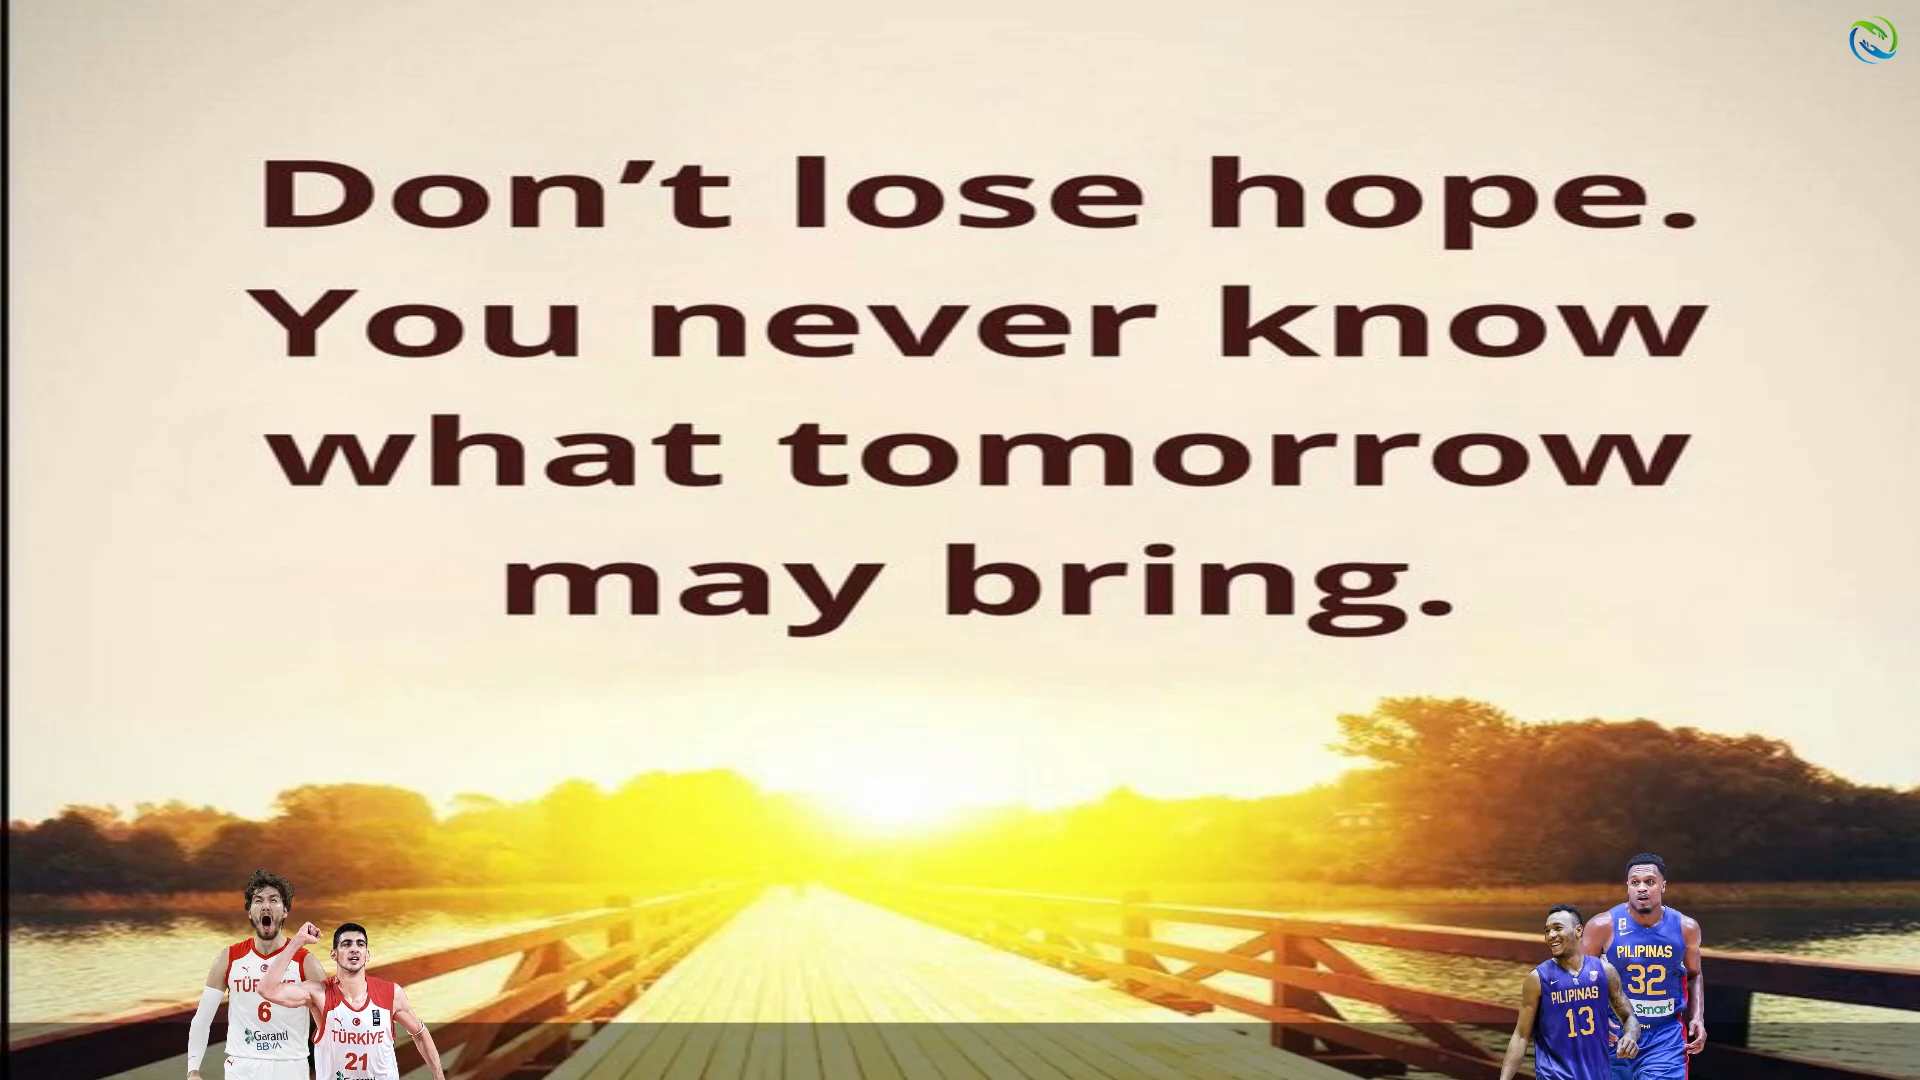 Don’t lose hope.
You never know
what tomorrow
may bring.
6
Garanti
BBVA
TÜRKİYE
21
PILIPINAS
32
Smart
PILIPINAS
13